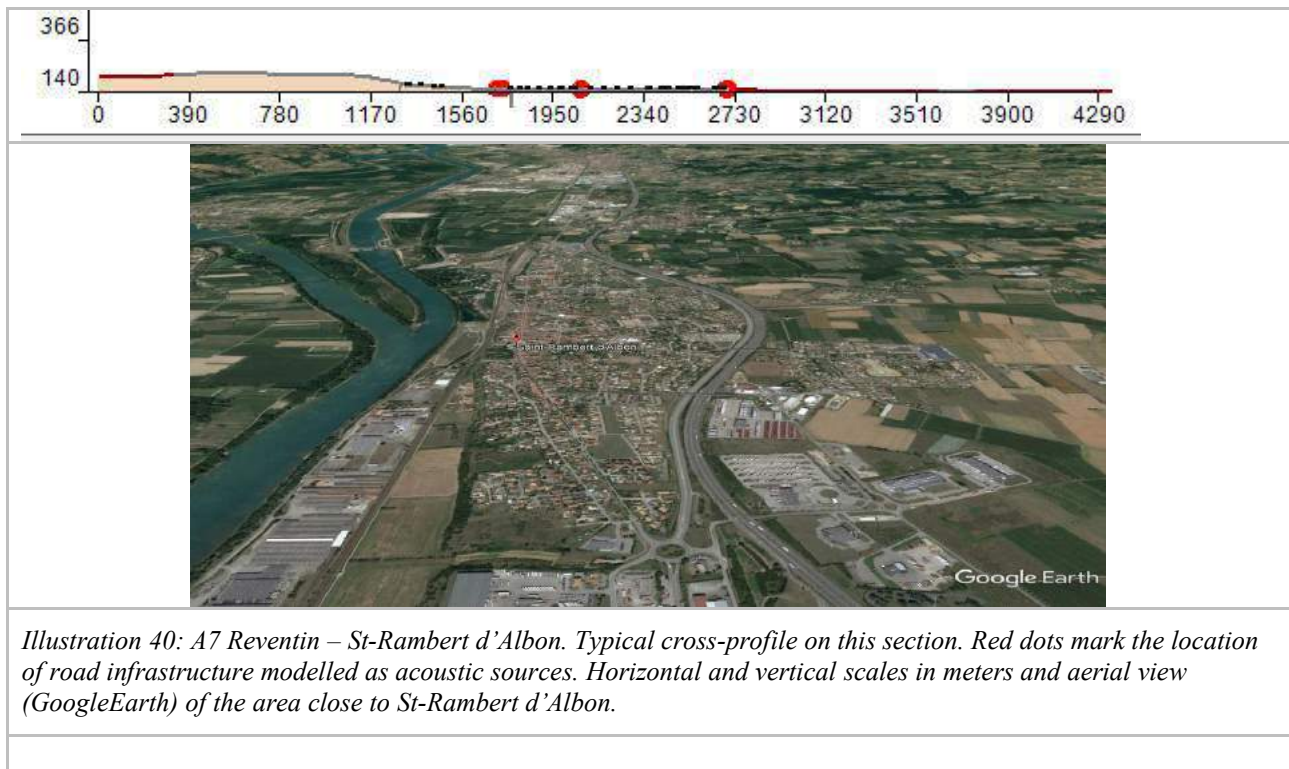 366
140
0 390 780 1170 1560 1950 2340 2730 3120 3510 3900 4290
Saint-Rambert d'Albon
Google Earth
Illustration 40: A7 Reventin – St-Rambert d'Albon. Typical cross-profile on this section. Red dots mark the location
of road infrastructure modelled as acoustic sources. Horizontal and vertical scales in meters and aerial view
(GoogleEarth) of the area close to St-Rambert d'Albon.